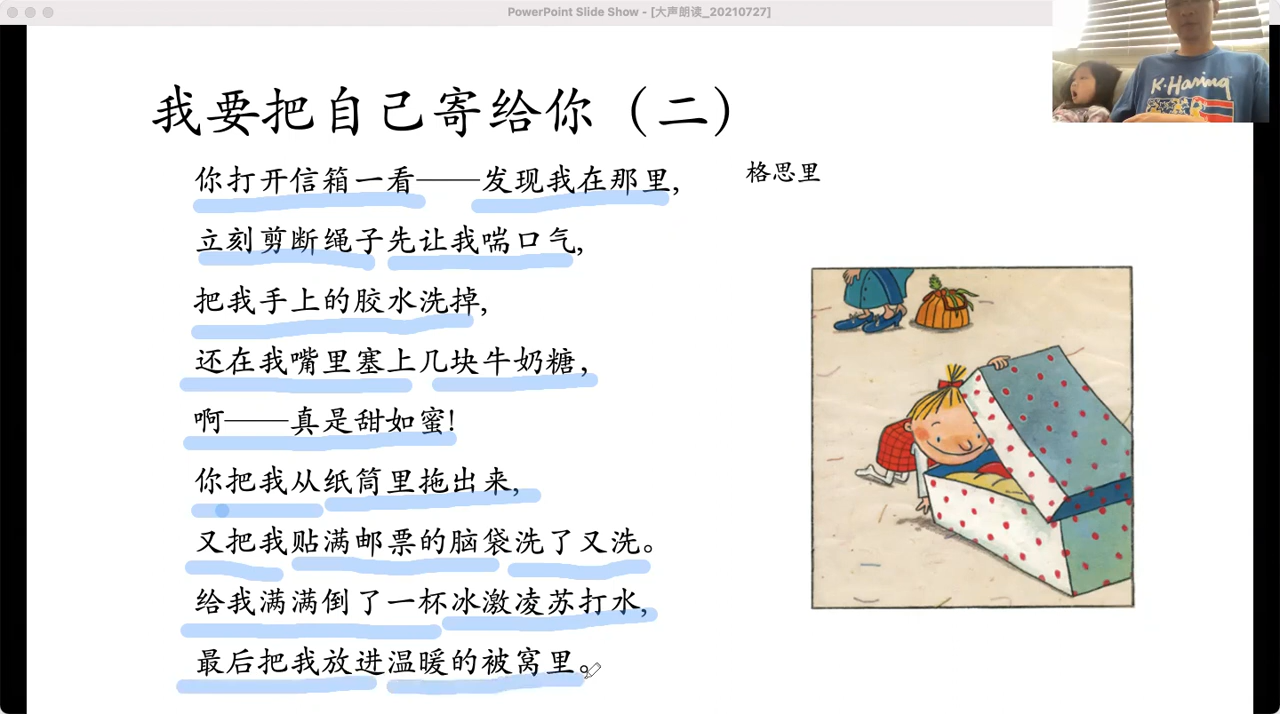 PowerPoint Slide Show - [大声朗读_20210727]
K.Haring
我要把自己寄给你（二）
你打开信箱一看——发现我在那里,
格思里
立刻剪断绳子先让我喘口气,
把我手上的胶水洗掉,
还在我嘴里塞上几块牛奶糖，
啊——真是甜如蜜!
你把我从纸筒里拖出来,
又把我贴满邮票的脑袋洗了又洗。
给我满满倒了一杯冰激凌苏打水,
最后把我放进温暖的被窝里。